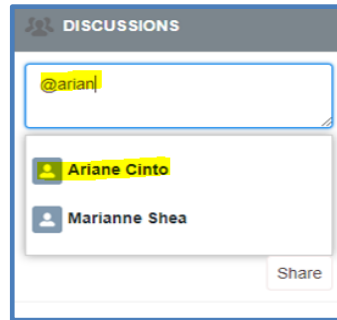 DISCUSSIONS
@arian
Ariane Cinto
Marianne Shea
Share